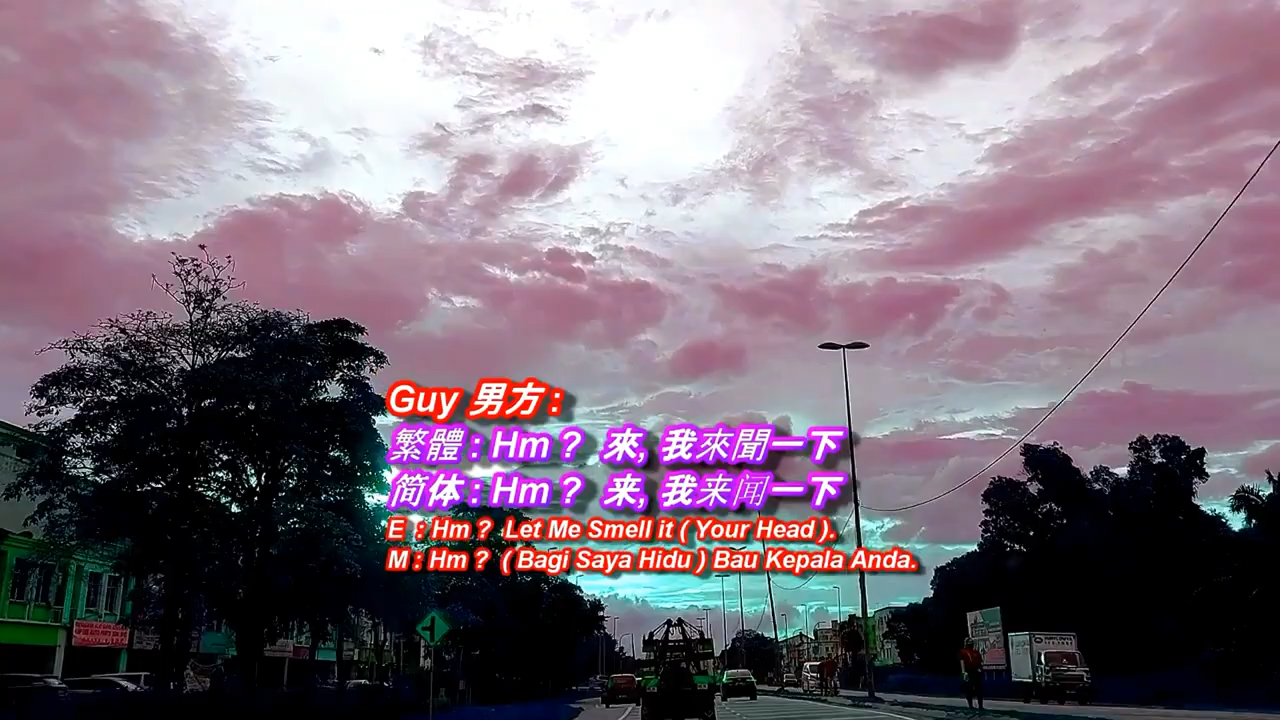 Guy 男方 :
繁體 : Hm ? 來, 我來聞一下
简体 : Hm ? 来, 我来闻一下
E : Hm ? Let Me Smell it ( Your Head ).
M : Hm ? ( Bagi Saya Hidu ) Bau Kepala Anda.